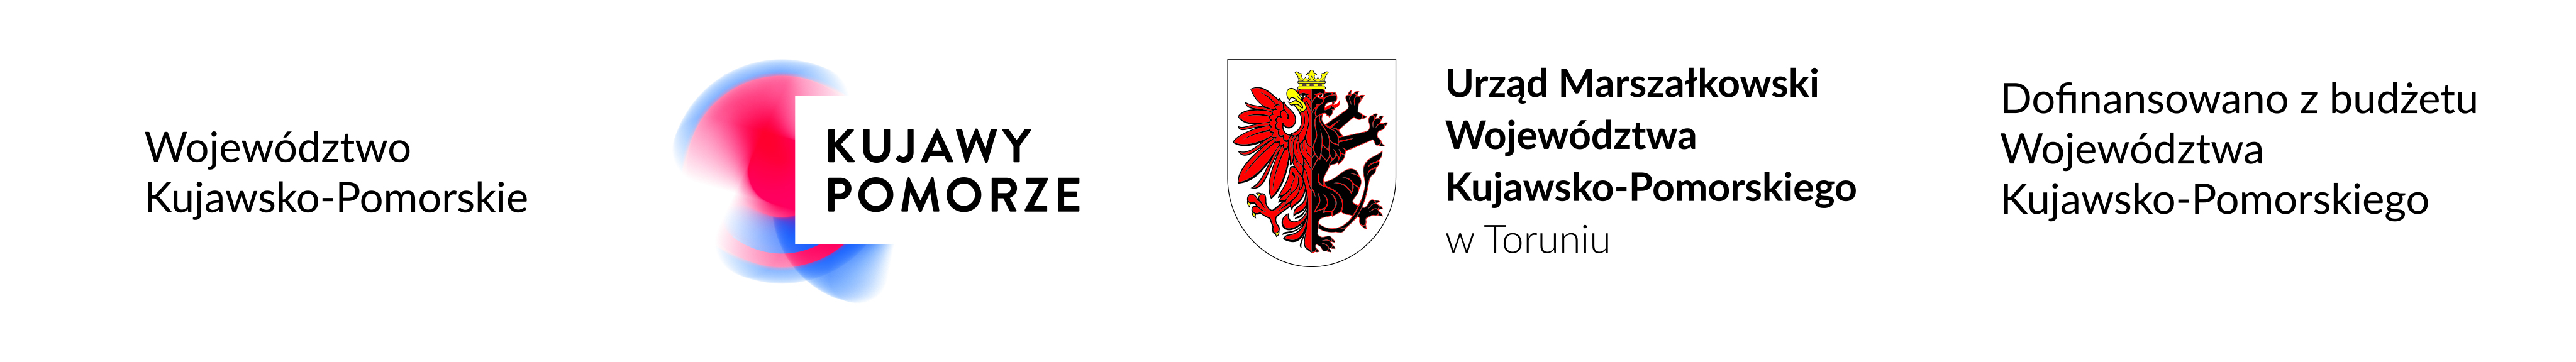 Województwo
Kujawsko-Pomorskie
KUJAWY
POMORZE
Urząd Marszałkowski
Województwa
Kujawsko-Pomorskiego
w Toruniu
Dofinansowano z budżetu
Województwa
Kujawsko-Pomorskiego